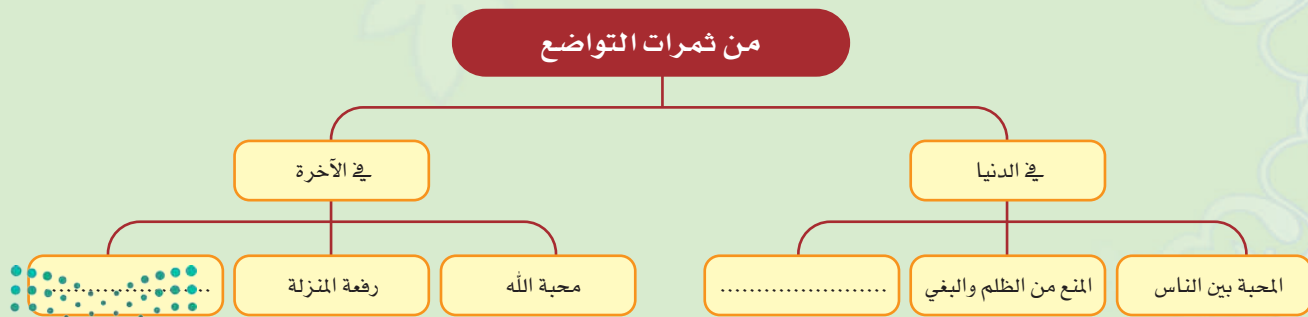 من ثمرات التواضع
في الدنيا
في الآخرة
المحبة بين الناس
المنع من الظلم والبغي
.......................
محبة الله
رفعة المنزلة
......................